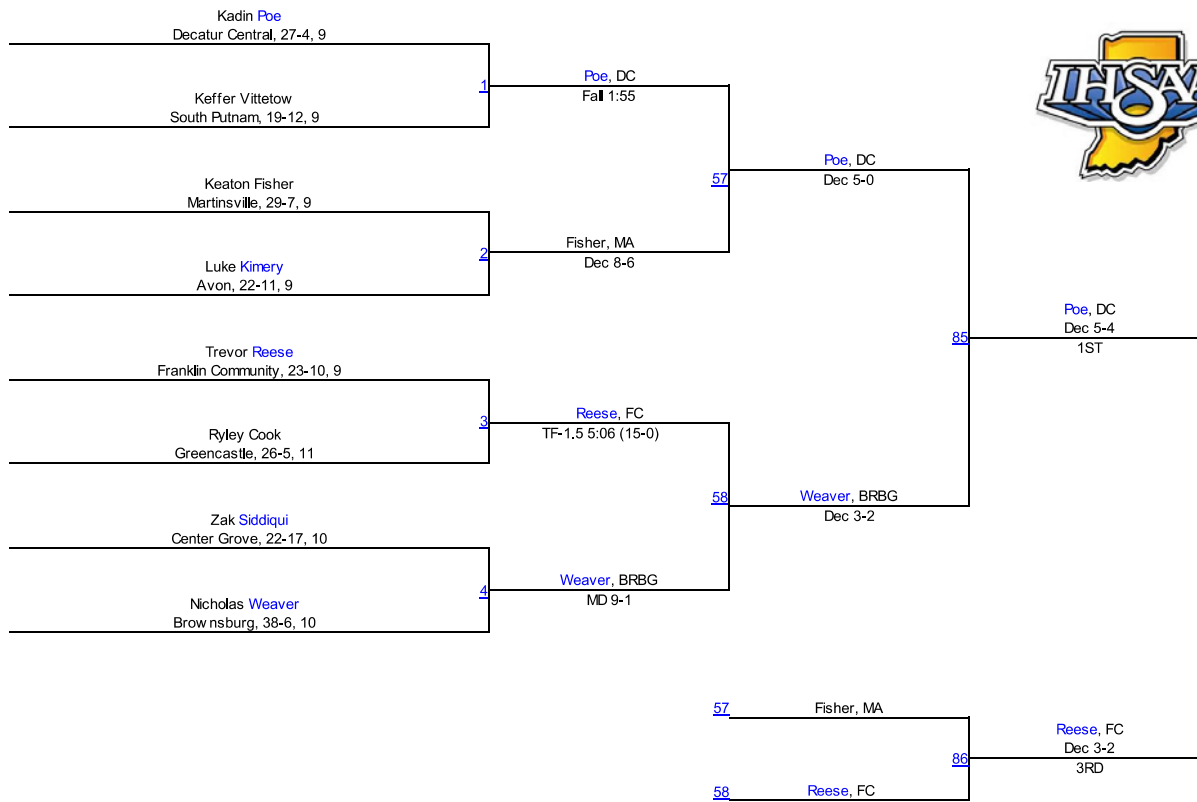 Kadin Poe
Decatur Central, 27-4, 9
1
Poe, DC
Fall 1:55
Keffer Vittetow
South Putnam, 19-12, 9
57
Poe, DC
Dec 5-0
Keaton Fisher
Martinsville, 29-7, 9
2
Fisher, MA
Dec 8-6
Luke Kimery
Avon, 22-11, 9
85
Poe, DC
Dec 5-4
1ST
Trevor Reese
Franklin Community, 23-10, 9
3
Reese, FC
TF-1.5 5:06 (15-0)
Ryley Cook
Greencastle, 26-5, 11
58
Weaver, BRBG
Dec 3-2
Zak Siddiqui
Center Grove, 22-17, 10
4
Weaver, BRBG
MD 9-1
Nicholas Weaver
Brownsburg, 38-6, 10
57
Fisher, MA
86
Reese, FC
Dec 3-2
3RD
58
Reese, FC
IHSAA